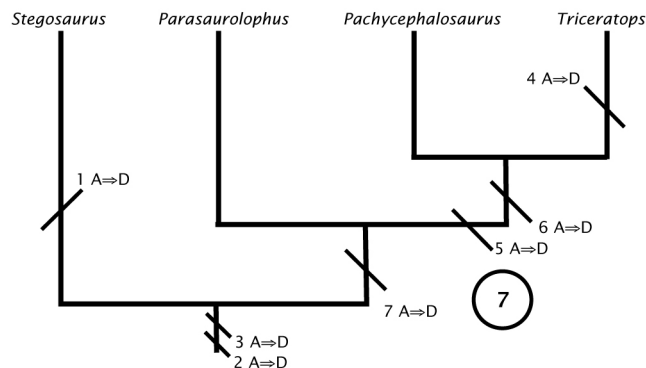 Stegosaurus Parasaurolophus Pachycephalosaurus Triceratops
4 A⇒D
1 A⇒D
6 A⇒D
5 A⇒D
7
7 A⇒D
3 A⇒D
2 A⇒D